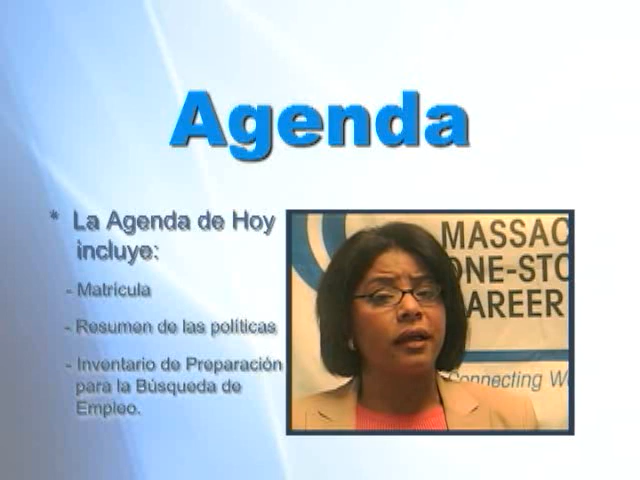 Agenda
* La Agenda de Hoy
incluye:
- Matrícula
- Resumen de las políticas
- Inventario de Preparación
para la Búsqueda de
Empleo.
MASSAC
ONE-STO
AREER
onnecting W